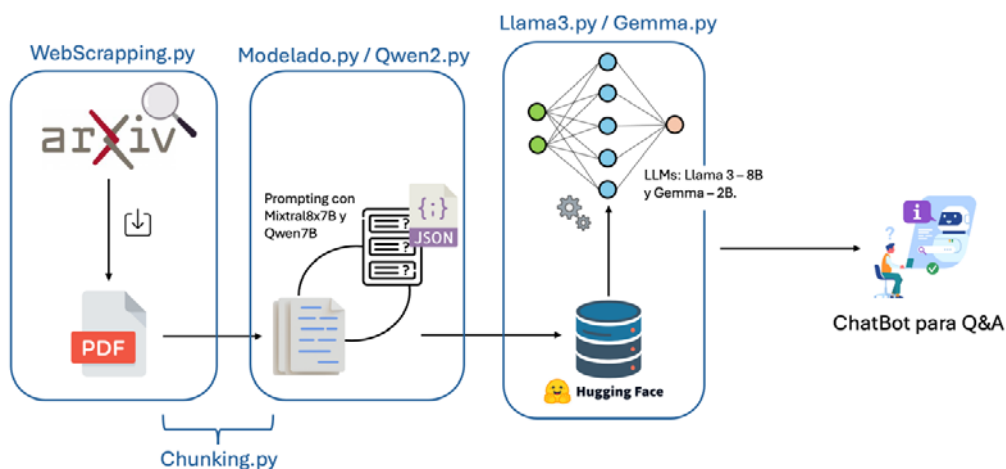 WebScrapping.py
arxiv
PDF
Chunking.py
Modelado.py / Qwen2.py
Prompting con
Mixtral8x7B y
Qwen7B
{;}
JSON
?
?
?
Llama3.py / Gemma.py
LLMs: Llama 3 – 8B
y Gemma – 2B.
Hugging Face
i
?
ChatBot para Q&A